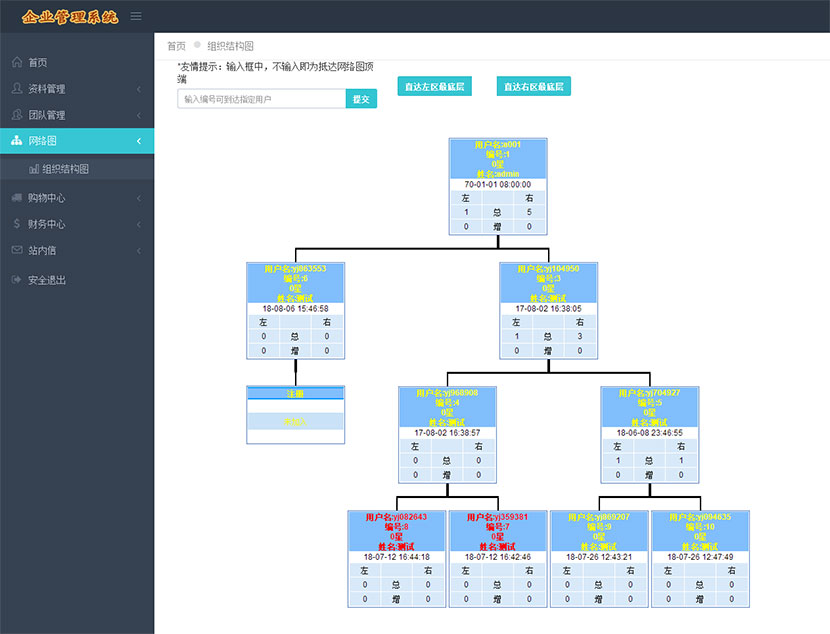 企业管理系统
首页
资料管理
团队管理
网络图
组织结构图
购物中心
财务中心
站内信
安全退出
首页 组织结构图
*友情提示：输入框中，不输入即为抵达网络图顶
端
输入编号可到达指定用户 提交
直达左区最底层 直达右区最底层
用户名:a001
编号:1
0星
姓名:admin
70-01-01 08:00:00
左 右
1 总 5
0 增 0
用户名:yj863553
编号:6
0星
姓名:测试
18-08-06 15:46:58
左 右
0 总 0
0 增 0
用户名:yj104950
编号:3
0星
姓名:测试
17-08-02 16:38:05
左 右
1 总 3
0 增 0
注册
用户名:yj968908
编号:4
0星
姓名:测试
17-08-02 16:38:57
左 右
0 总 0
0 增 0
用户名:yj704927
编号:5
0星
姓名:测试
18-06-08 23:46:55
左 右
1 总 1
0 增 0
用户名:yj082643
编号:8
0星
姓名:测试
18-07-12 16:44:18
左 右
0 总 0
0 增 0
用户名:yj359381
编号:7
0星
姓名:测试
18-07-12 16:42:46
左 右
0 总 0
0 增 0
用户名:yj869207
编号:9
0星
姓名:测试
18-07-26 12:43:21
左 右
0 总 0
0 增 0
用户名:yj094635
编号:10
0星
姓名:测试
18-07-26 12:47:49
左 右
0 总 0
0 增 0